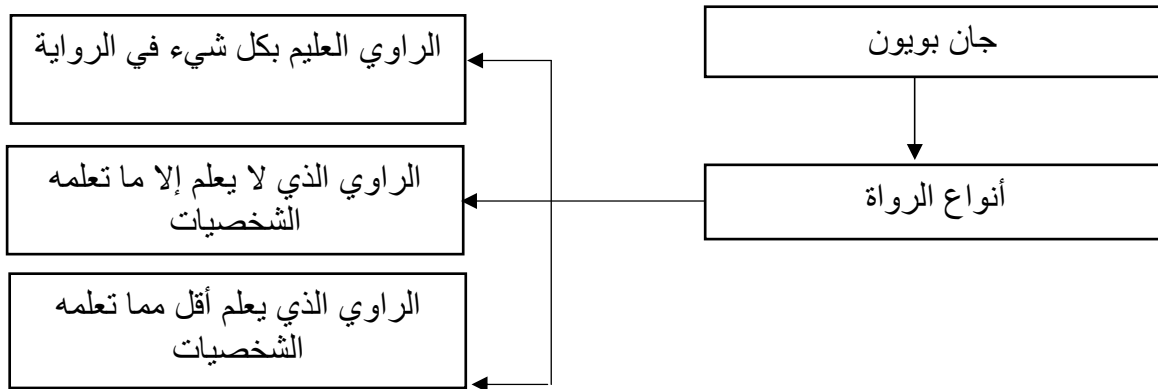 جان بويون
أنواع الرواة
الراوي العليم بكل شيء في الرواية
الراوي الذي لا يعلم إلا ما تعلمه
الشخصيات
الراوي الذي يعلم أقل مما تعلمه
الشخصيات